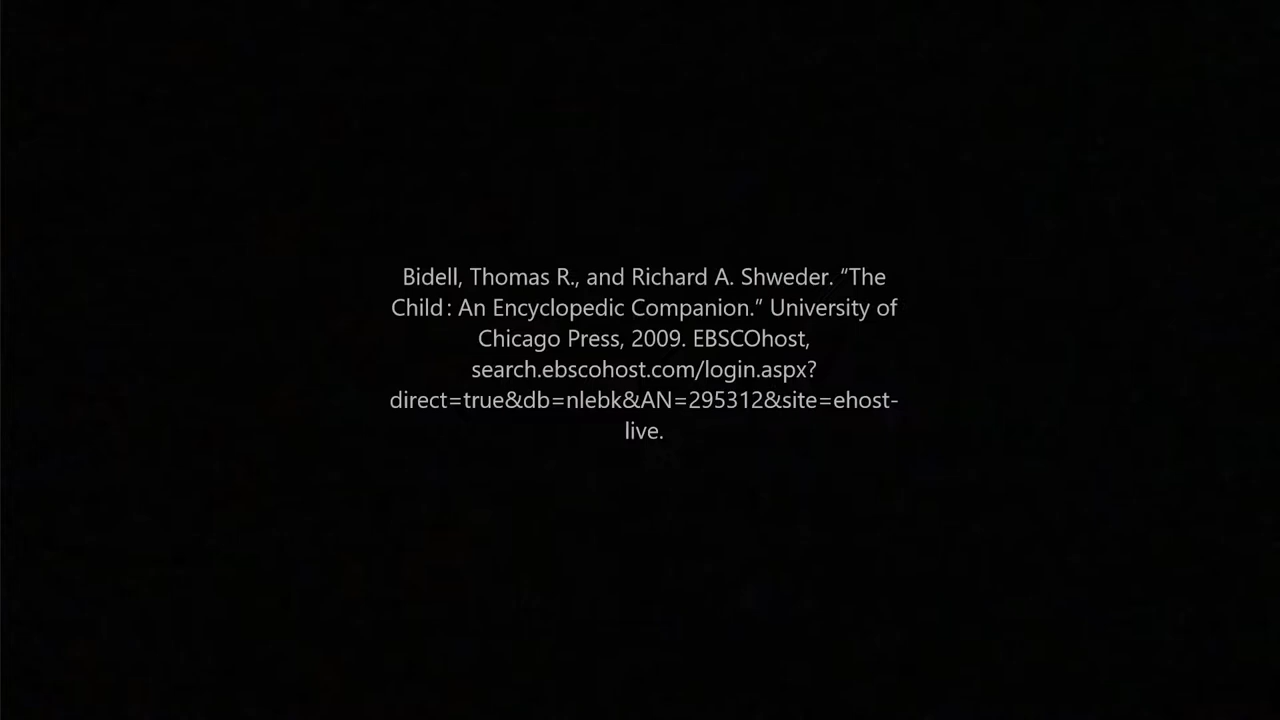 Bidell, Thomas R., and Richard A. Shweder. “The
Child : An Encyclopedic Companion.” University of
Chicago Press, 2009. EBSCOhost,
search.ebscohost.com/login.aspx?
direct=true&db=nlebk&AN=295312&site=ehost-
live.